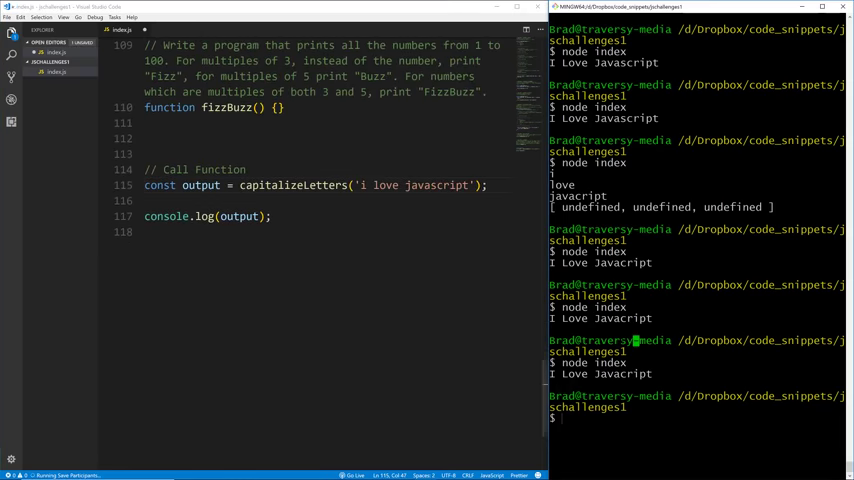 index.js - jschallenges1 - Visual Studio Code
File Edit Selection View Go Debug Tasks Help
EXPLORER
OPEN EDITORS 1 UNSAVED
index.js
JSCHALLENGES1
index.js
index.js
109 // Write a program that prints all the numbers from 1 to
100. For multiples of 3, instead of the number, print
"Fizz", for multiples of 5 print "Buzz". For numbers
which are multiples of both 3 and 5, print "FizzBuzz".
110 function fizzBuzz() {}
111
112
113
114 // Call Function
115 const output = capitalizeLetters('i love javascript');
116
117 console.log(output);
118
0 0 Running Save Participants...
Go Live Ln 115, Col 47 Spaces: 2 UTF-8 CRLF JavaScript Prettier
MINGW64:/d/Dropbox/code_snippets/jschallenges1
Brad@traversy-media /d/Dropbox/code_snippets/j
schallenges1
$ node index
I Love Javascript
Brad@traversy-media /d/Dropbox/code_snippets/j
schallenges1
$ node index
I Love Javascript
Brad@traversy-media /d/Dropbox/code_snippets/j
schallenges1
$ node index
i
love
javacript
[ undefined, undefined, undefined ]
Brad@traversy-media /d/Dropbox/code_snippets/j
schallenges1
$ node index
I Love Javacript
Brad@traversy-media /d/Dropbox/code_snippets/j
schallenges1
$ node index
I Love Javacript
Brad@traversy-media /d/Dropbox/code_snippets/j
schallenges1
$ node index
I Love Javacript
Brad@traversy-media /d/Dropbox/code_snippets/j
schallenges1
$